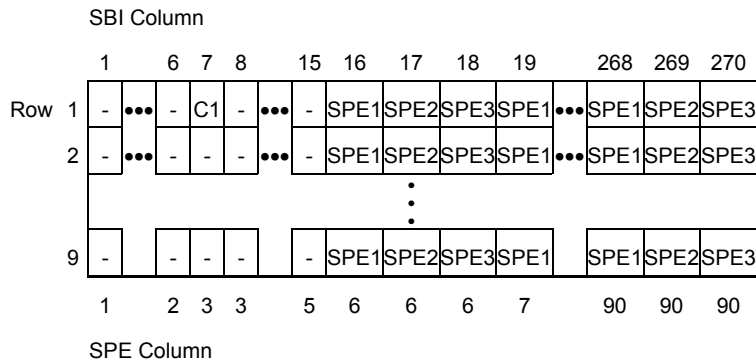 SBI Column
1 6 7 8 15 16 17 18 19 268 269 270
Row 1 - ••• - C1 - ••• - SPE1 SPE2 SPE3 SPE1 ••• SPE1 SPE2 SPE3
2 - ••• - - - ••• - SPE1 SPE2 SPE3 SPE1 ••• SPE1 SPE2 SPE3
9 - - - - - SPE1 SPE2 SPE3 SPE1 SPE1 SPE2 SPE3
1 2 3 3 5 6 6 6 7 90 90 90
SPE Column